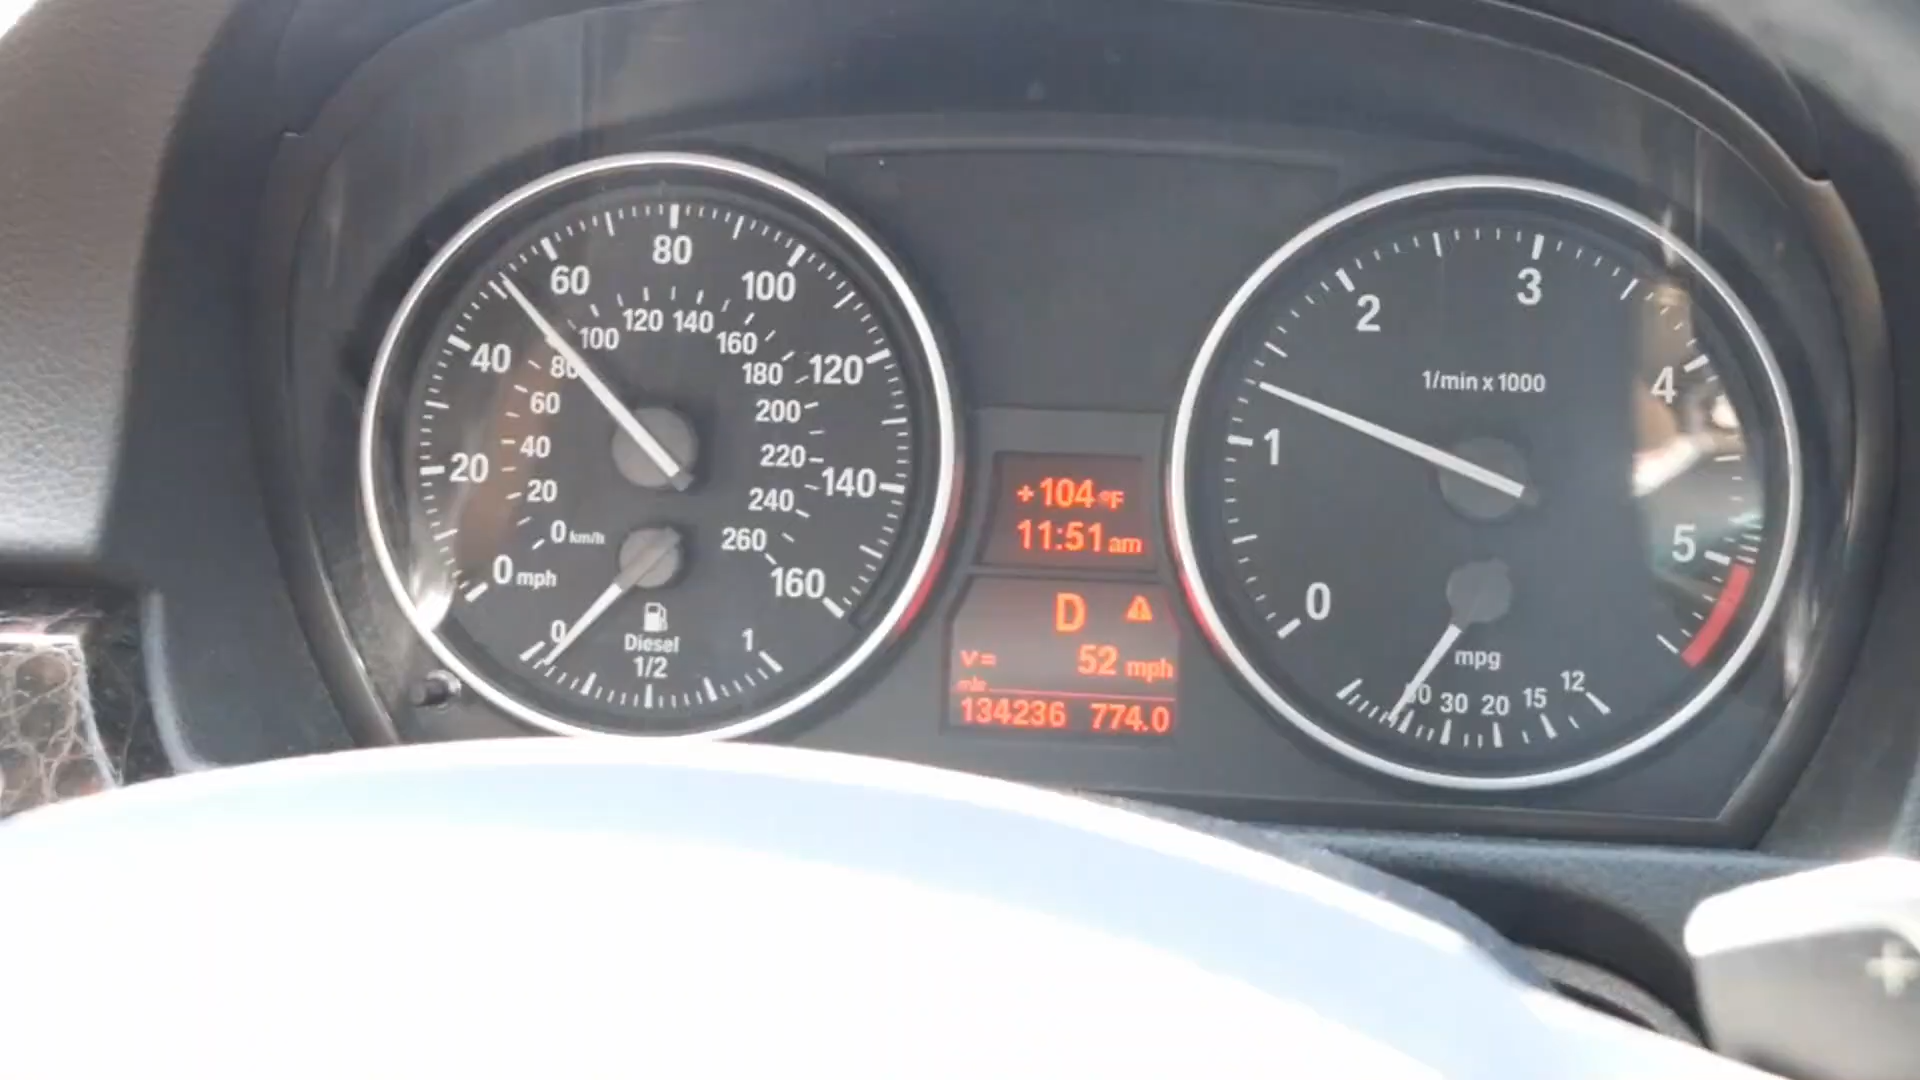 80
60
100
40
120
20
140
0 mph
160
100
120
140
160
80
180
60
200
40
220
20
240
0 km/h
260
0
Diesel
1/2
1
+104 °F
11:51 am
D
V= 52 mph
mls
134236 774.0
2
3
1/min x 1000
4
1
5
0
mpg
30 20 15 12